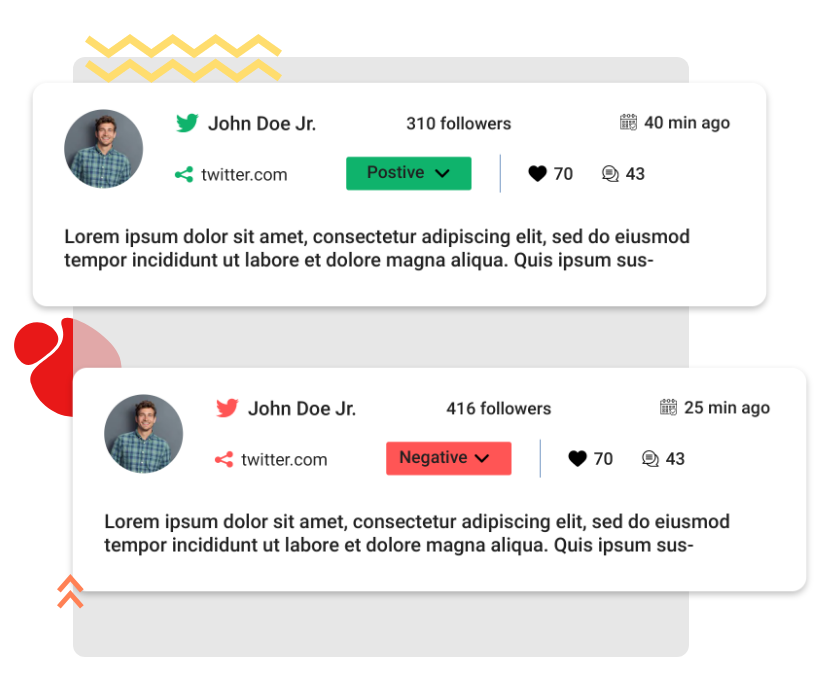 John Doe Jr. 310 followers 40 min ago
twitter.com Postive 70 43
Lorem ipsum dolor sit amet, consectetur adipiscing elit, sed do eiusmod
tempor incididunt ut labore et dolore magna aliqua. Quis ipsum sus-
John Doe Jr. 416 followers 25 min ago
twitter.com Negative 70 43
Lorem ipsum dolor sit amet, consectetur adipiscing elit, sed do eiusmod
tempor incididunt ut labore et dolore magna aliqua. Quis ipsum sus-